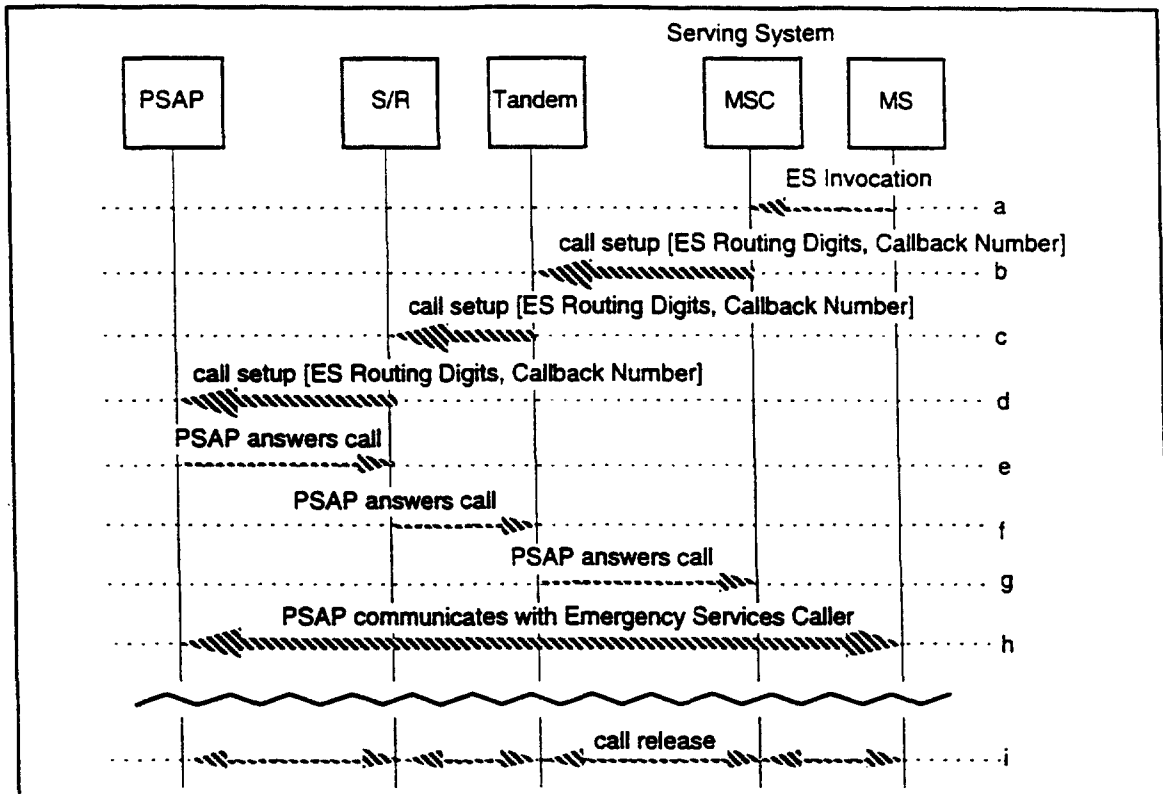 Serving System
PSAP S/R Tandem MSC MS
ES Invocation
a
call setup [ES Routing Digits, Callback Number]
b
call setup [ES Routing Digits, Callback Number]
c
call setup [ES Routing Digits, Callback Number]
d
PSAP answers call
e
PSAP answers call
f
PSAP answers call
g
PSAP communicates with Emergency Services Caller
h
call release
i